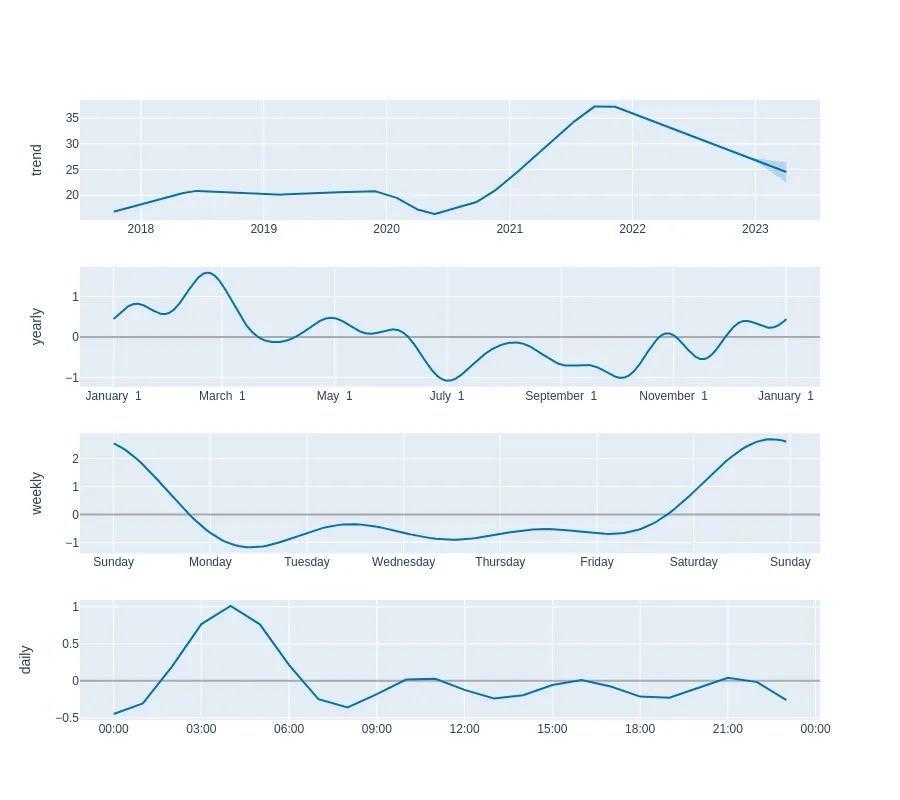 trend
35
30
25
20
2018 2019 2020 2021 2022 2023
yearly
1
0
−1
January 1 March 1 May 1 July 1 September 1 November 1 January 1
weekly
2
1
0
−1
Sunday Monday Tuesday Wednesday Thursday Friday Saturday Sunday
daily
1
0.5
0
−0.5
00:00 03:00 06:00 09:00 12:00 15:00 18:00 21:00 00:00